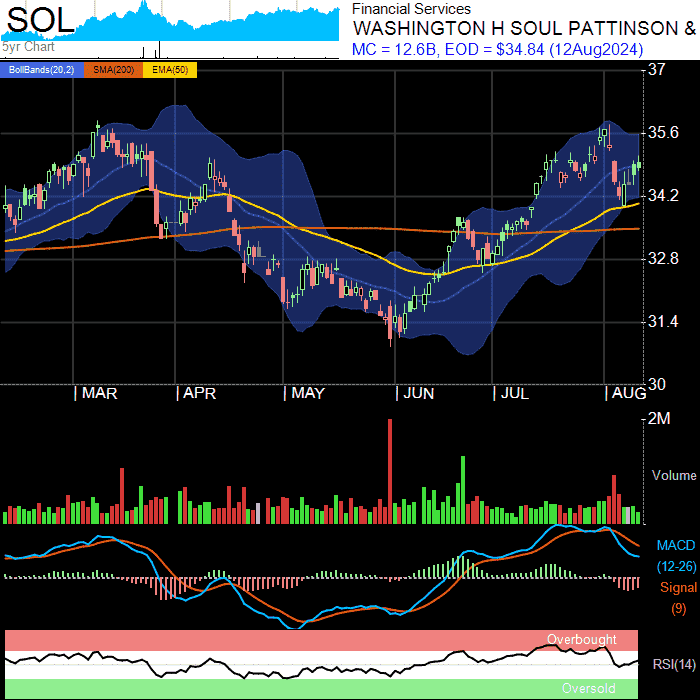 SOL
5yr Chart
Financial Services
WASHINGTON H SOUL PATTINSON &
MC = 12.6B, EOD = $34.84 (12Aug2024)
BollBands(20,2) SMA(200) EMA(50)
37
35.6
34.2
32.8
31.4
30
| MAR | APR | MAY | JUN | JUL | AUG
2M
Volume
MACD
(12-26)
Signal
(9)
Overbought
RSI(14)
Oversold